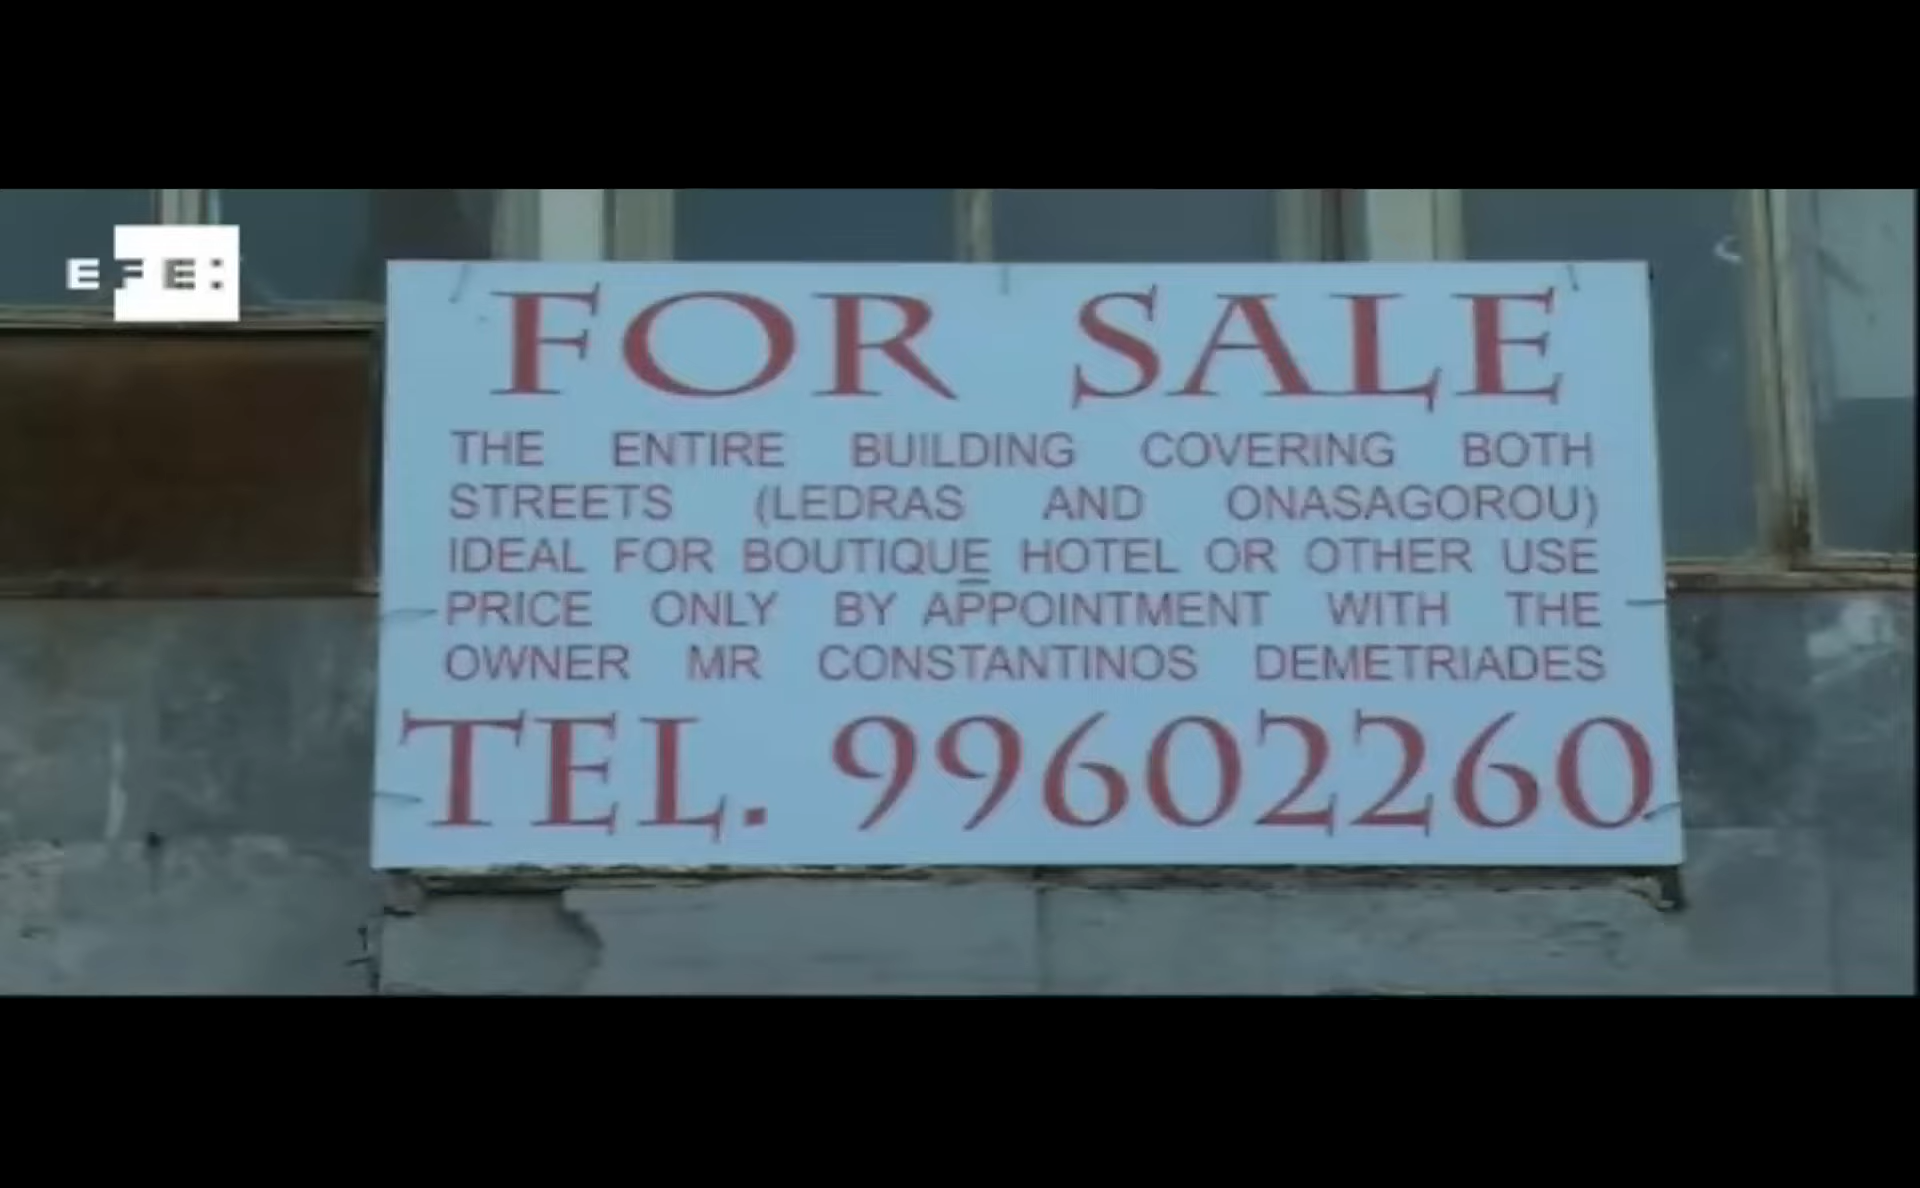 EFE:
FOR SALE
THE ENTIRE BUILDING COVERING BOTH
STREETS (LEDRAS AND ONASAGOROU)
IDEAL FOR BOUTIQUE HOTEL OR OTHER USE
PRICE ONLY BY APPOINTMENT WITH THE
OWNER MR CONSTANTINOS DEMETRIADES
TEL. 99602260